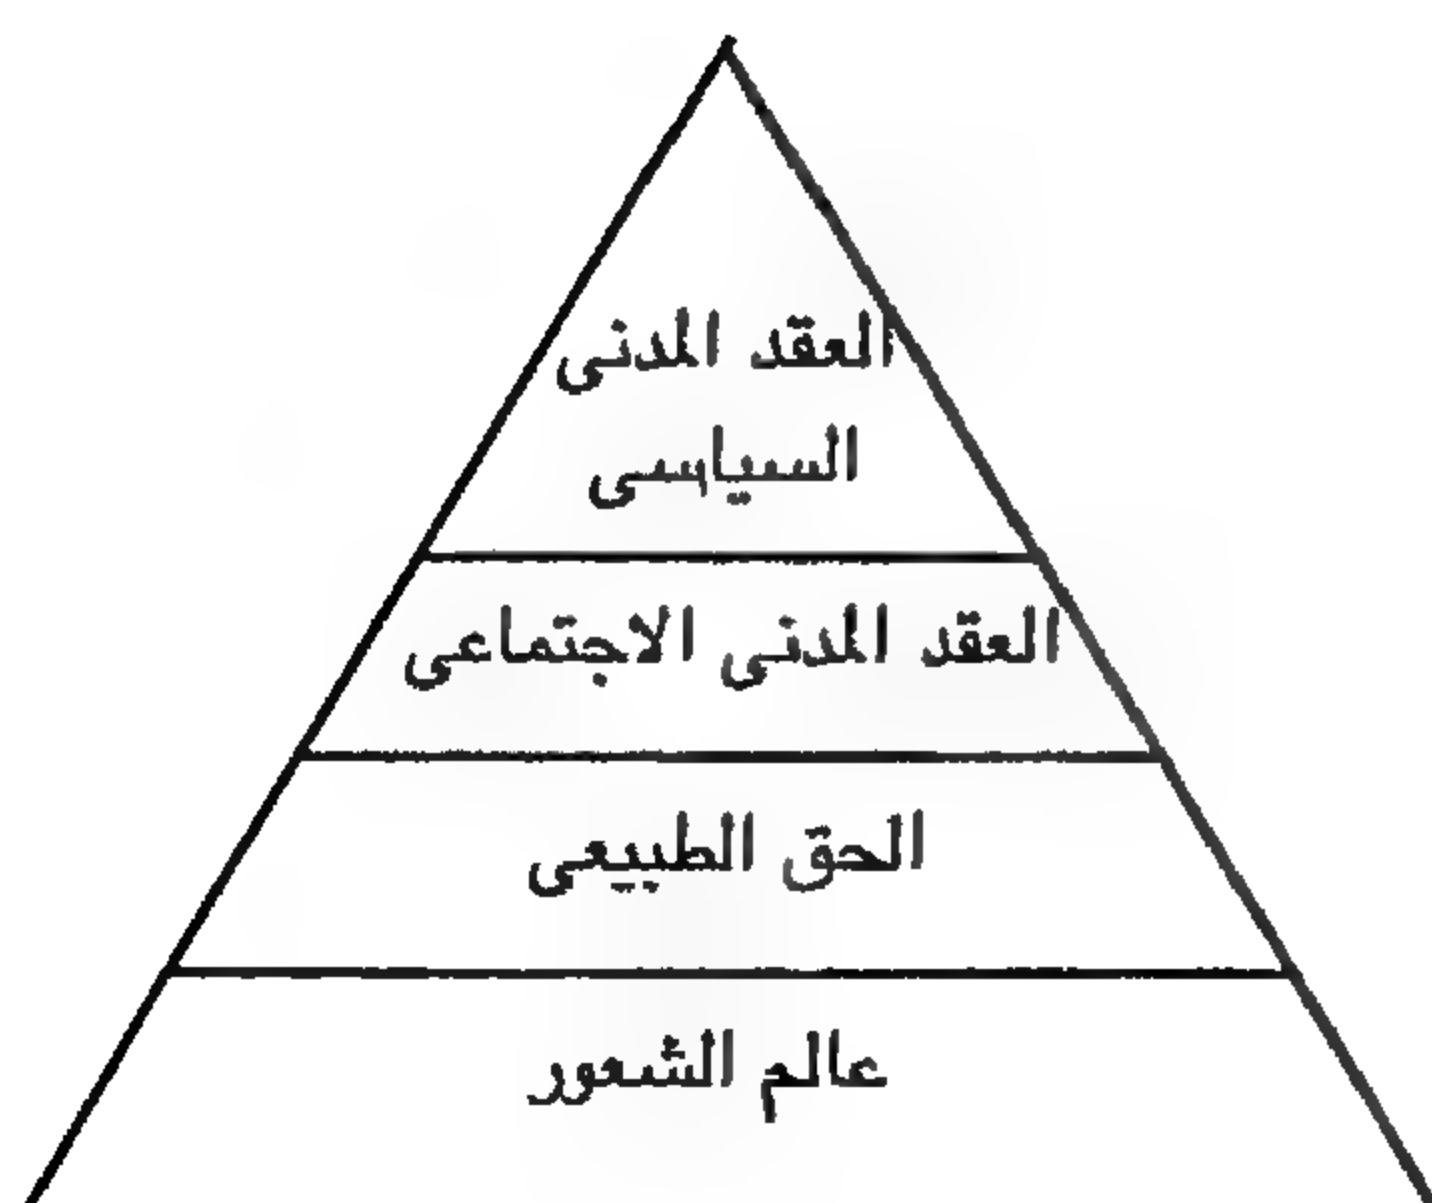 العقد المدنى
السياسى
العقد المدنى الاجتماعى
الحق الطبيعى
عالم الشعور